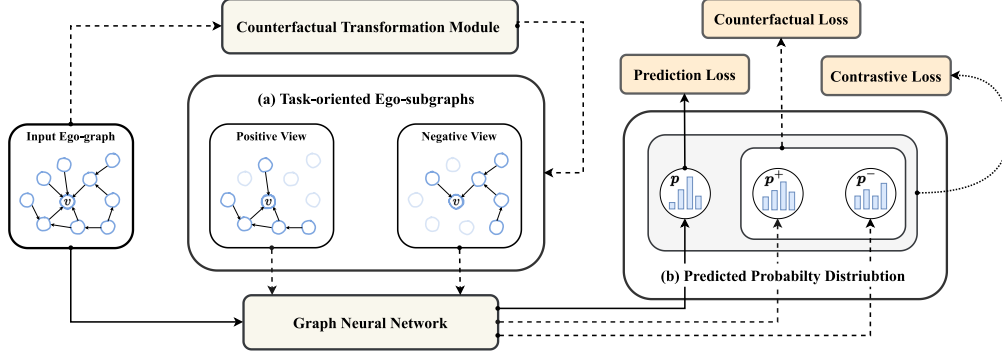 Counterfactual Transformation Module
Counterfactual Loss
Prediction Loss
Contrastive Loss
(a) Task-oriented Ego-subgraphs
Input Ego-graph
Positive View
Negative View
v
v
v
p
p+
p−
(b) Predicted Probabilty Distriubtion
Graph Neural Network